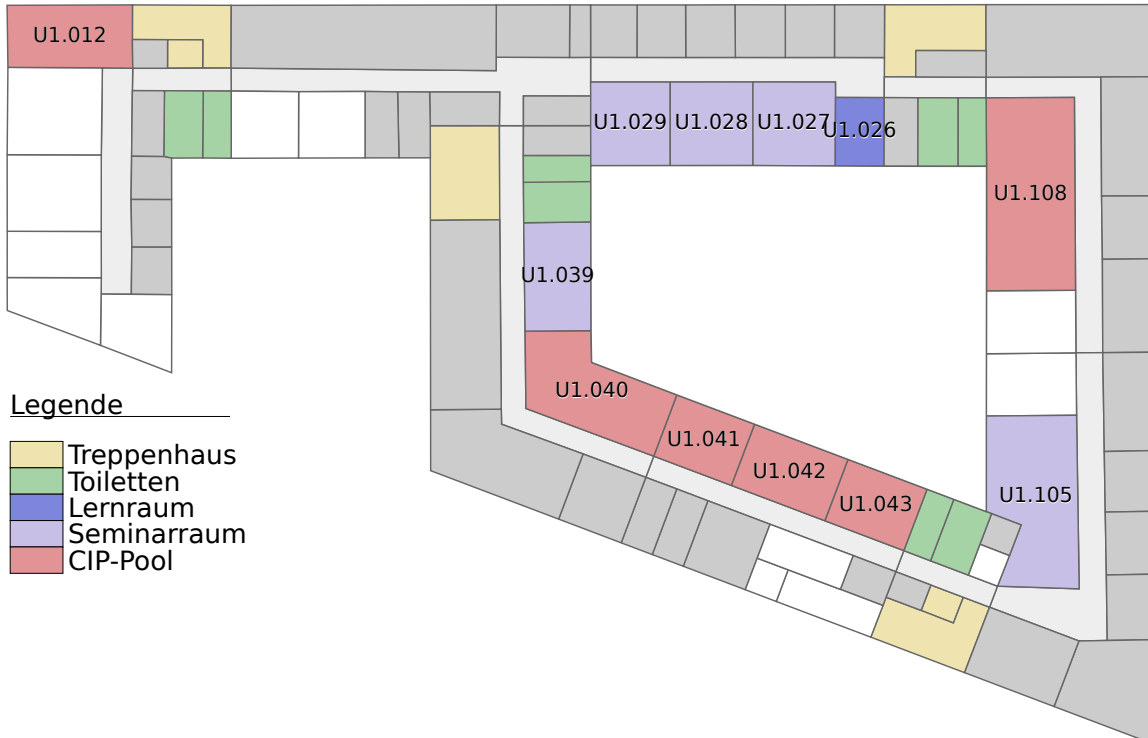 U1.012
U1.029
U1.028
U1.027
U1.026
U1.108
U1.039
U1.040
U1.041
U1.042
U1.043
U1.105
Legende
Treppenhaus
Toiletten
Lernraum
Seminarraum
CIP-Pool